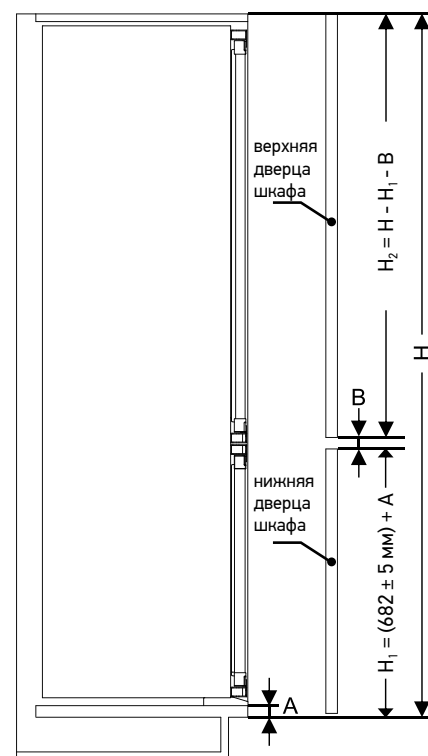 верхняя
дверца
шкафа
H₂ = H - H₁ - B
H
B
нижняя
дверца
шкафа
H₁ = (682 ± 5 мм) + A
A